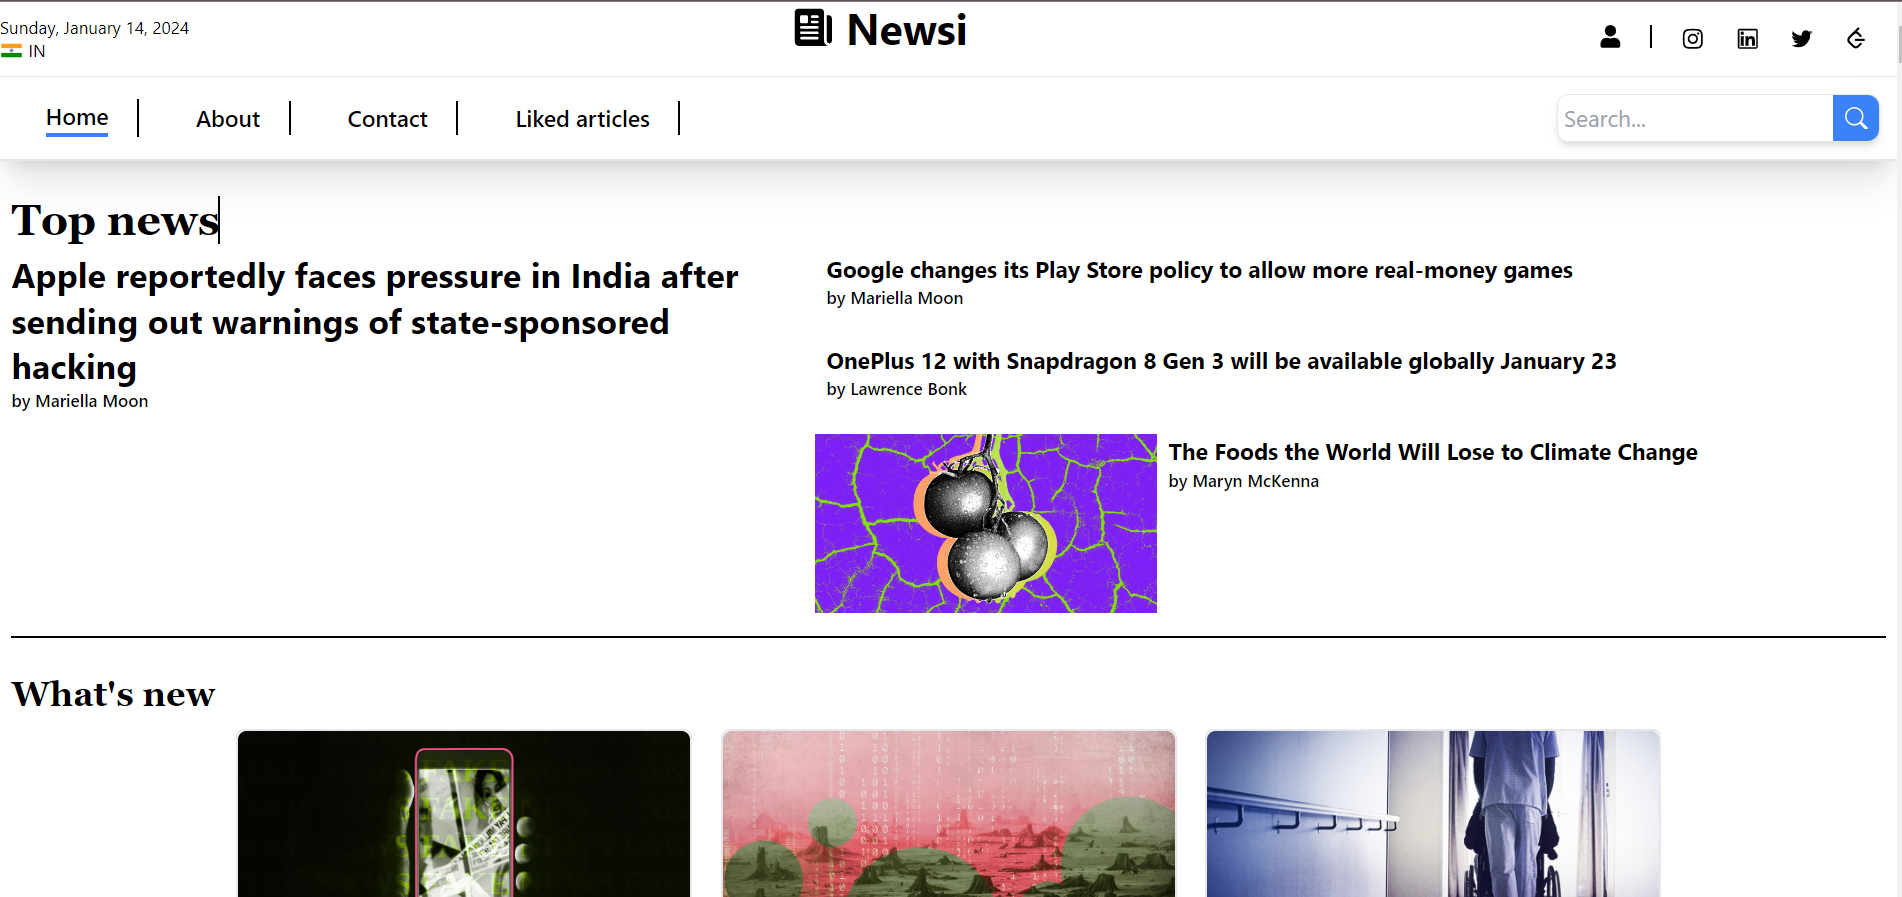 Sunday, January 14, 2024
IN
Newsi
Home
About
Contact
Liked articles
Search...
Top news
Apple reportedly faces pressure in India after
sending out warnings of state-sponsored
hacking
by Mariella Moon
Google changes its Play Store policy to allow more real-money games
by Mariella Moon
OnePlus 12 with Snapdragon 8 Gen 3 will be available globally January 23
by Lawrence Bonk
The Foods the World Will Lose to Climate Change
by Maryn McKenna
What's new